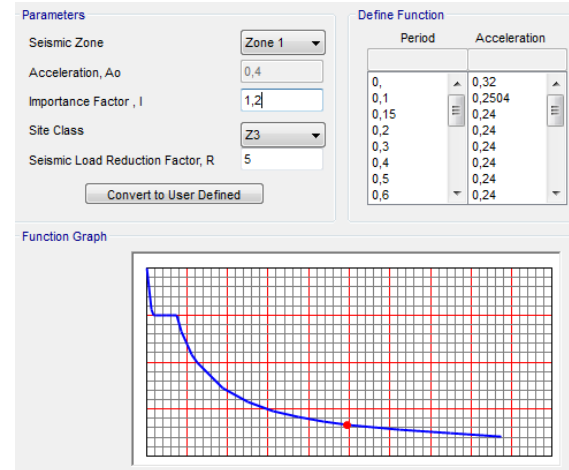 Parameters
Seismic Zone Zone 1
Acceleration, Ao 0,4
Importance Factor , I 1,2
Site Class Z3
Seismic Load Reduction Factor, R 5
Convert to User Defined
Define Function
Period Acceleration
0, 0,32
0,1 0,2504
0,15 0,24
0,2 0,24
0,3 0,24
0,4 0,24
0,5 0,24
0,6 0,24
Function Graph